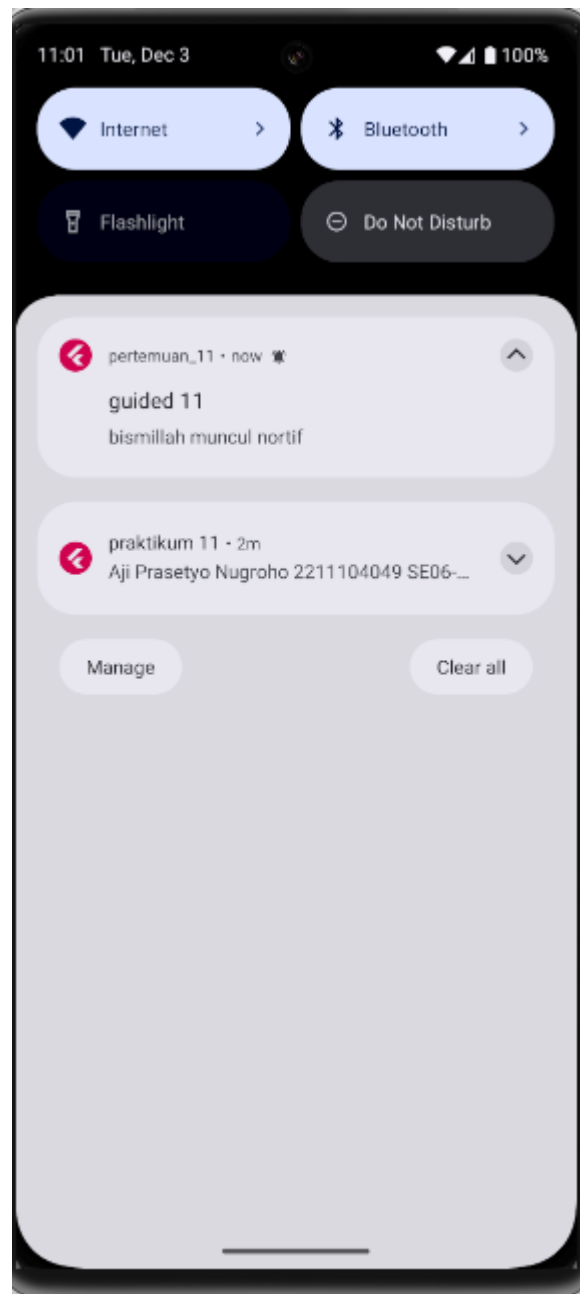 11:01 Tue, Dec 3 100%
Internet Bluetooth
Flashlight Do Not Disturb
pertemuan_11 • now
guided 11
bismillah muncul nortif
praktikum 11 • 2m
Aji Prasetyo Nugroho 2211104049 SE06-...
Manage Clear all